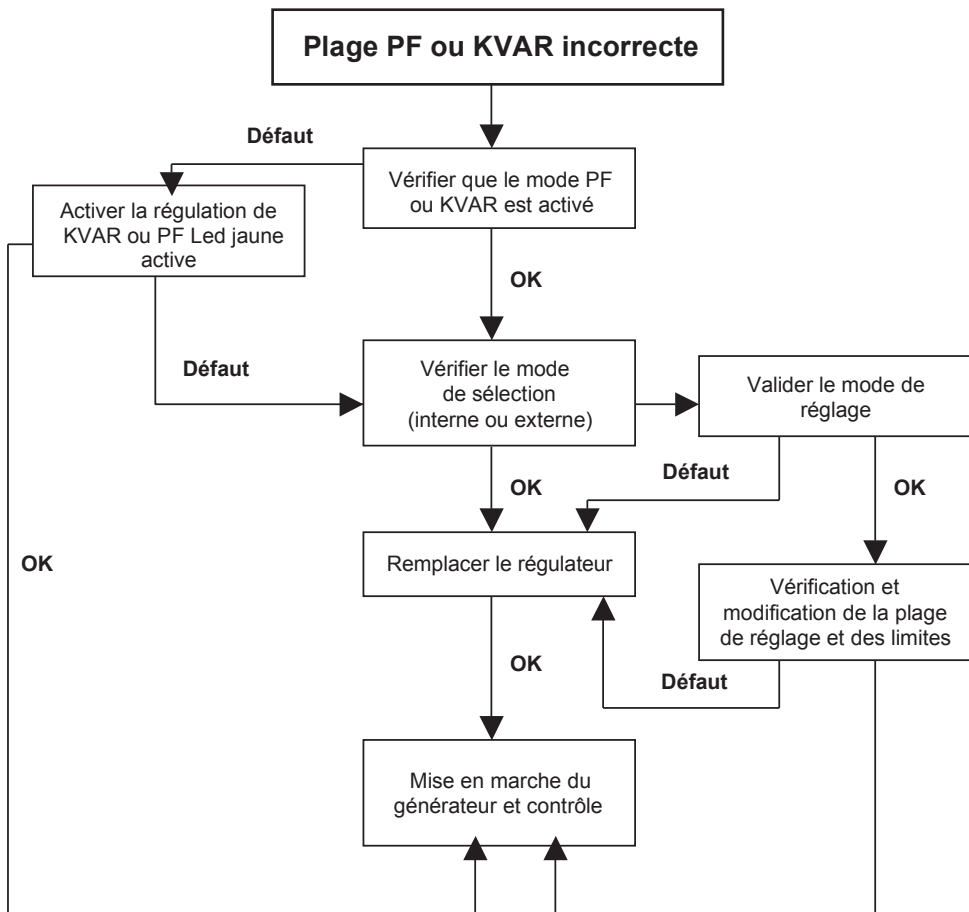 Plage PF ou KVAR incorrecte
Défaut
Vérifier que le mode PF
ou KVAR est activé
Activer la régulation de
KVAR ou PF Led jaune
active
OK
Défaut
Vérifier le mode
de sélection
(interne ou externe)
Valider le mode de
réglage
OK
Défaut
OK
OK
Remplacer le régulateur
Vérification et
modification de la plage
de réglage et des limites
OK
Défaut
Mise en marche du
générateur et contrôle